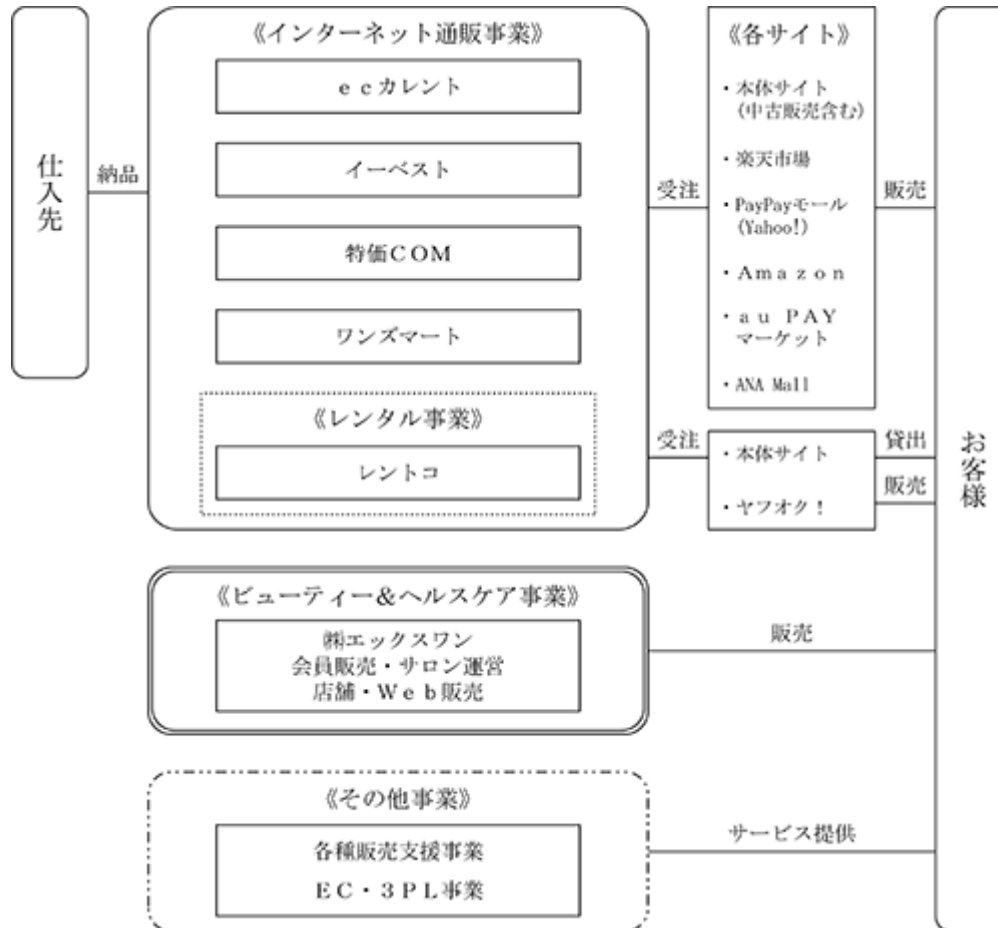 仕入先
納品
《インターネット通販事業》
ｅｃカレント
イーベスト
特価ＣＯＭ
ワンズマート
《レンタル事業》
レントコ
受注
《各サイト》
・本体サイト
(中古販売含む)
・楽天市場
・PayPayモール
(Yahoo!)
・Ａｍａｚｏｎ
・ａｕ ＰＡＹ
マーケット
・ANA Mall
販売
受注
・本体サイト
・ヤフオク！
貸出
販売
お客様
《ビューティー＆ヘルスケア事業》
㈱エックスワン
会員販売・サロン運営
店舗・Ｗｅｂ販売
販売
《その他事業》
各種販売支援事業
ＥＣ・３ＰＬ事業
サービス提供